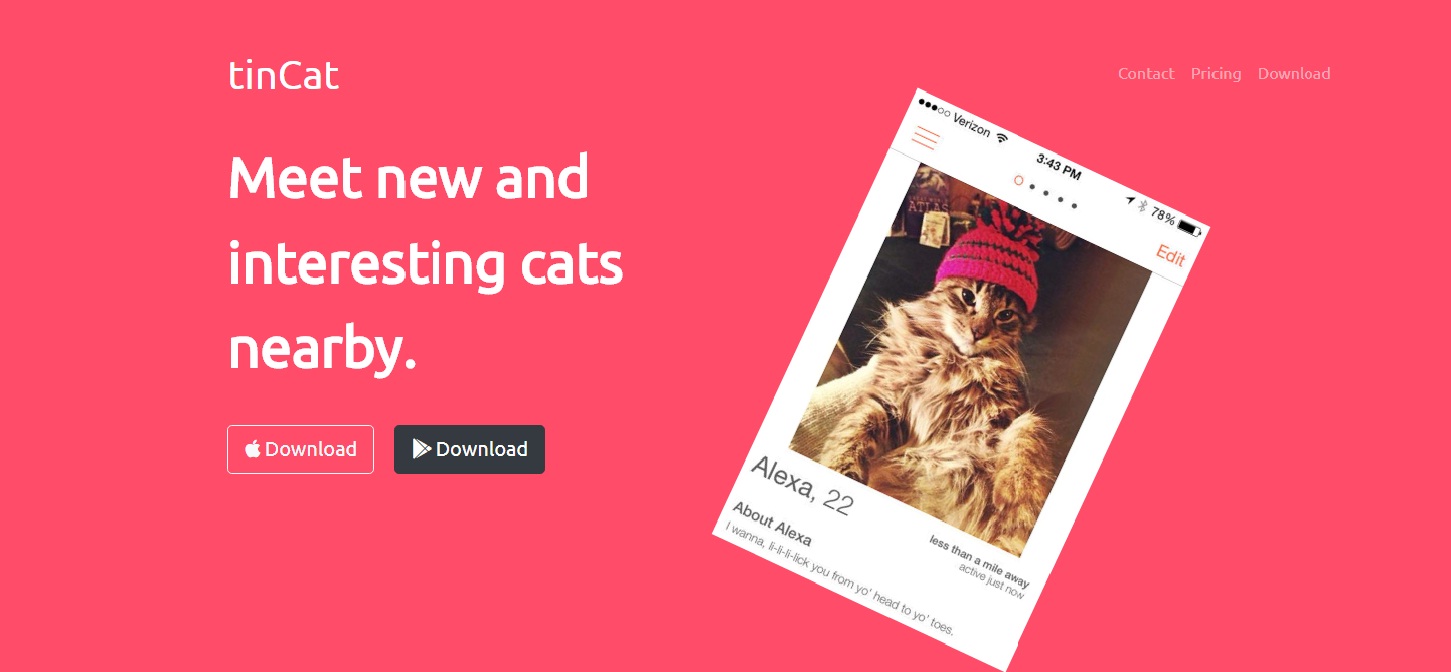 tinCat
Contact Pricing Download
Meet new and
interesting cats
nearby.
Download
Download
Verizon
3:43 PM
78%
Edit
ATLAS
Alexa, 22
About Alexa
less than a mile away
active just now
I wanna, li-li-li-lick you from yo' head to yo' toes.